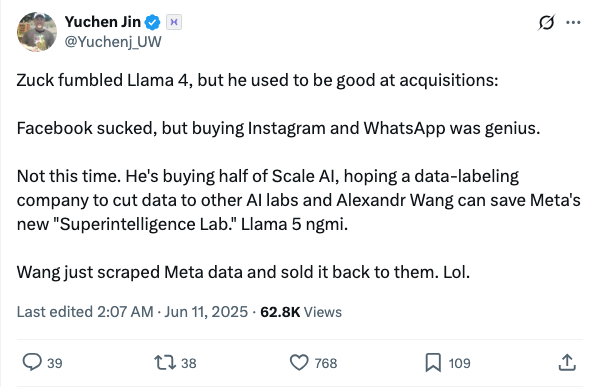 Yuchen Jin
@Yuchenj_UW
Zuck fumbled Llama 4, but he used to be good at acquisitions:
Facebook sucked, but buying Instagram and WhatsApp was genius.
Not this time. He's buying half of Scale AI, hoping a data-labeling
company to cut data to other AI labs and Alexandr Wang can save Meta's
new "Superintelligence Lab." Llama 5 ngmi.
Wang just scraped Meta data and sold it back to them. Lol.
Last edited 2:07 AM · Jun 11, 2025 · 62.8K Views
39 38 768 109